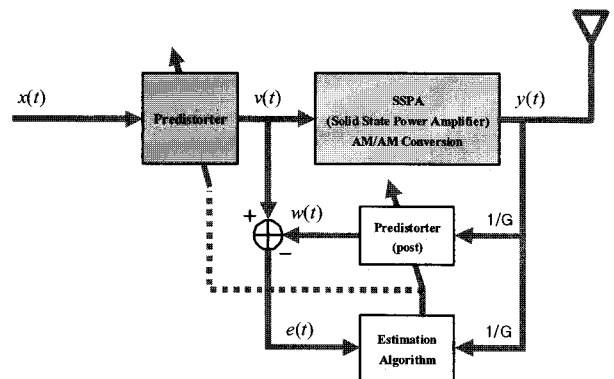 x(t)
Predistorter
v(t)
SSPA
(Solid State Power Amplifier)
AM/AM Conversion
y(t)
+
w(t)
−
Predistorter
(post)
1/G
e(t)
Estimation
Algorithm
1/G